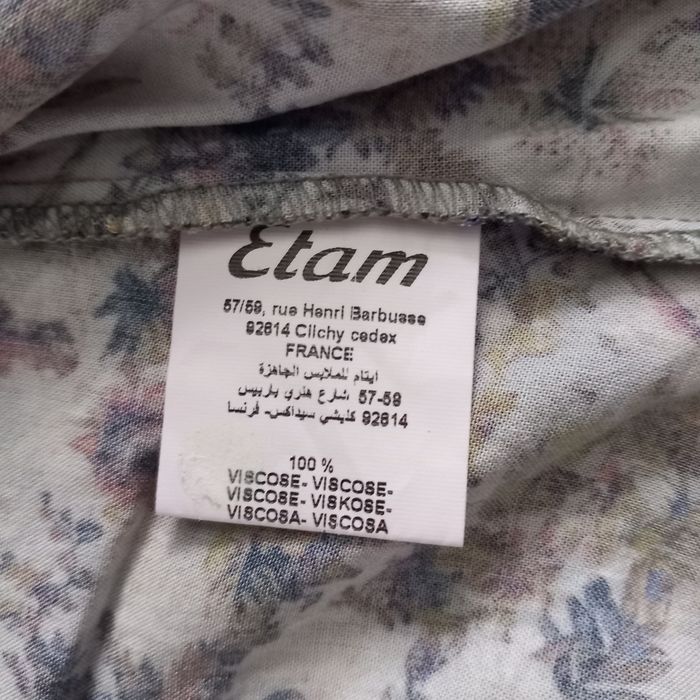 Etam
57/59, rue Henri Barbusse
92614 Clichy cedex
FRANCE
ايتام للملابس الجاهزة
57-59 شارع هنري باربيس
92614 كليشي سيداكس- فرنسا
100 %
VISCOSE- VISCOSE-
VISCOSE- VISKOSE-
VISCOSA- VISCOSA